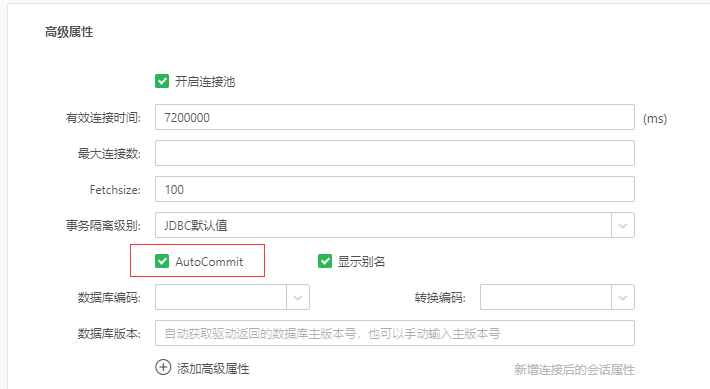 高级属性
开启连接池
有效连接时间: 7200000 (ms)
最大连接数:
Fetchsize: 100
事务隔离级别: JDBC默认值
AutoCommit 显示别名
数据库编码: 转换编码:
数据库版本: 自动获取驱动返回的数据库主版本号，也可以手动输入主版本号
添加高级属性 新增连接后的会话属性